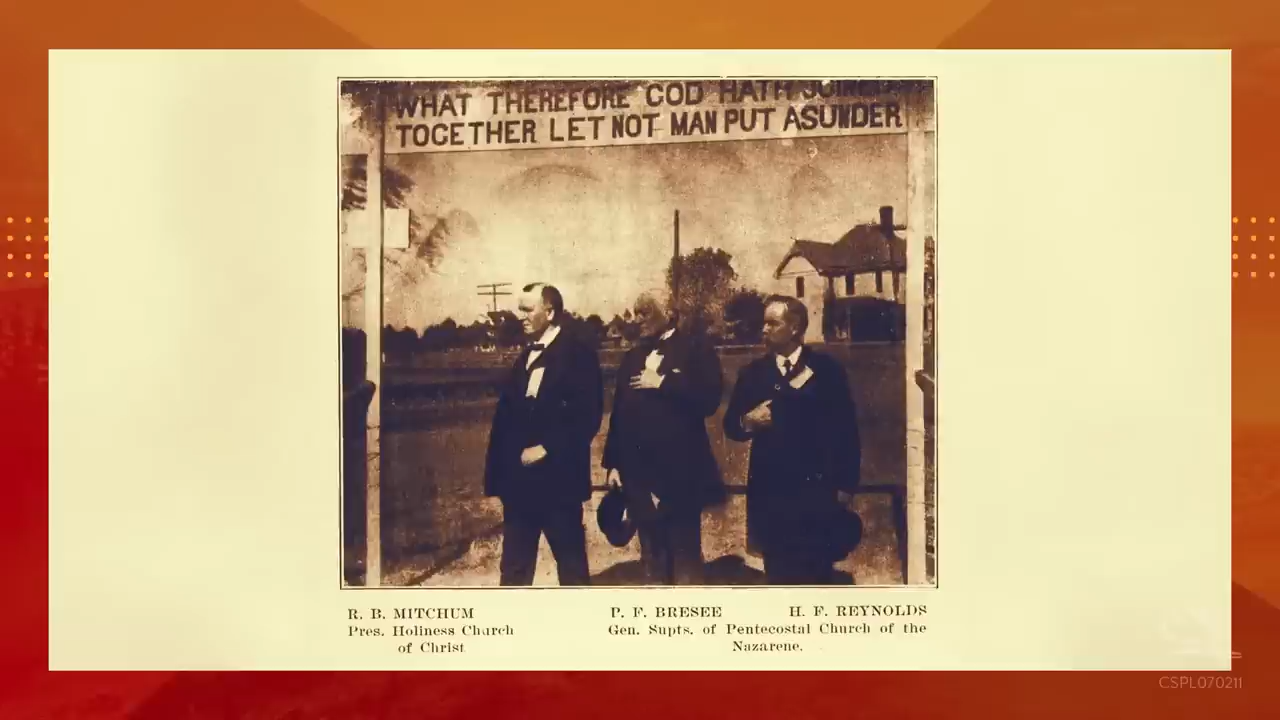 WHAT THEREFORE GOD HATH JOINED
TOGETHER LET NOT MAN PUT ASUNDER
R. B. MITCHUM
Pres. Holiness Church
of Christ
P. F. BRESEE H. F. REYNOLDS
Gen. Supts. of Pentecostal Church of the
Nazarene.
CSPL070211